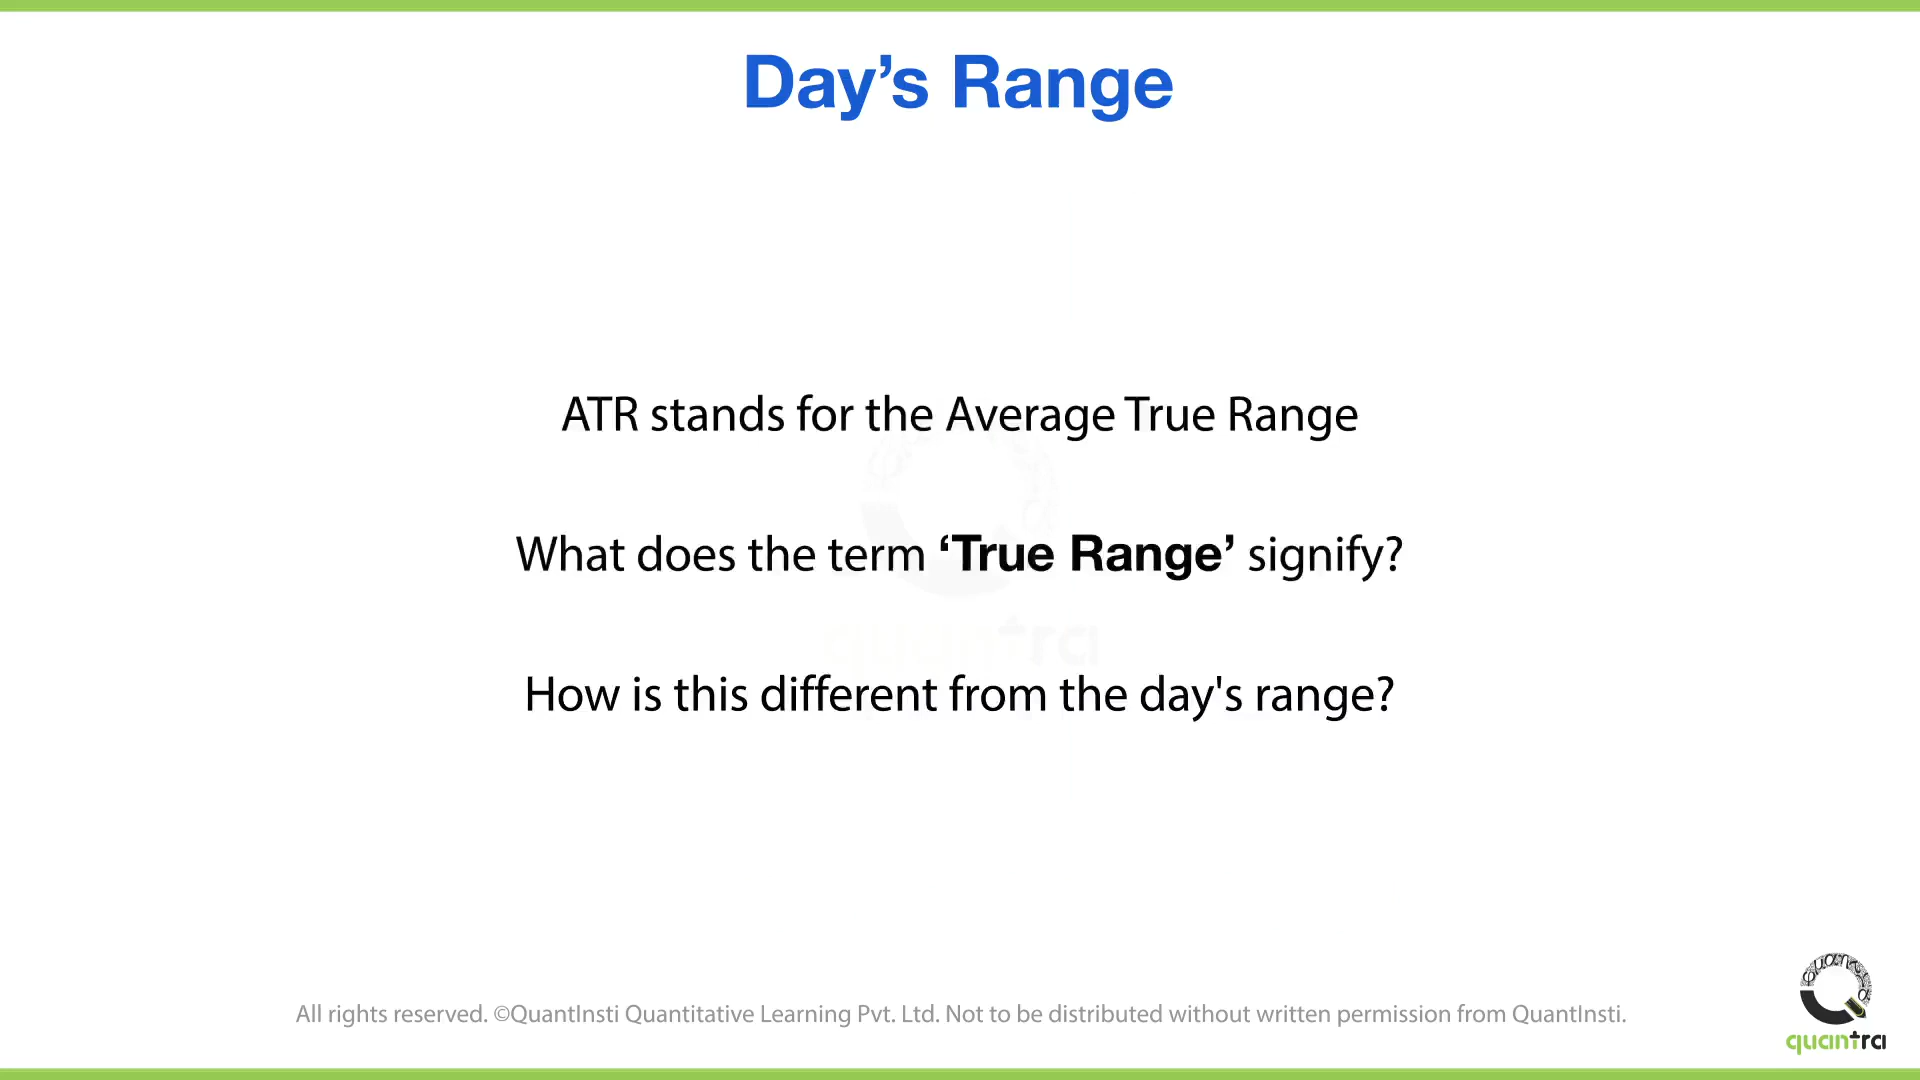 Day’s Range
ATR stands for the Average True Range
What does the term ‘True Range’ signify?
How is this different from the day's range?
All rights reserved. ©QuantInsti Quantitative Learning Pvt. Ltd. Not to be distributed without written permission from QuantInsti.
quantra